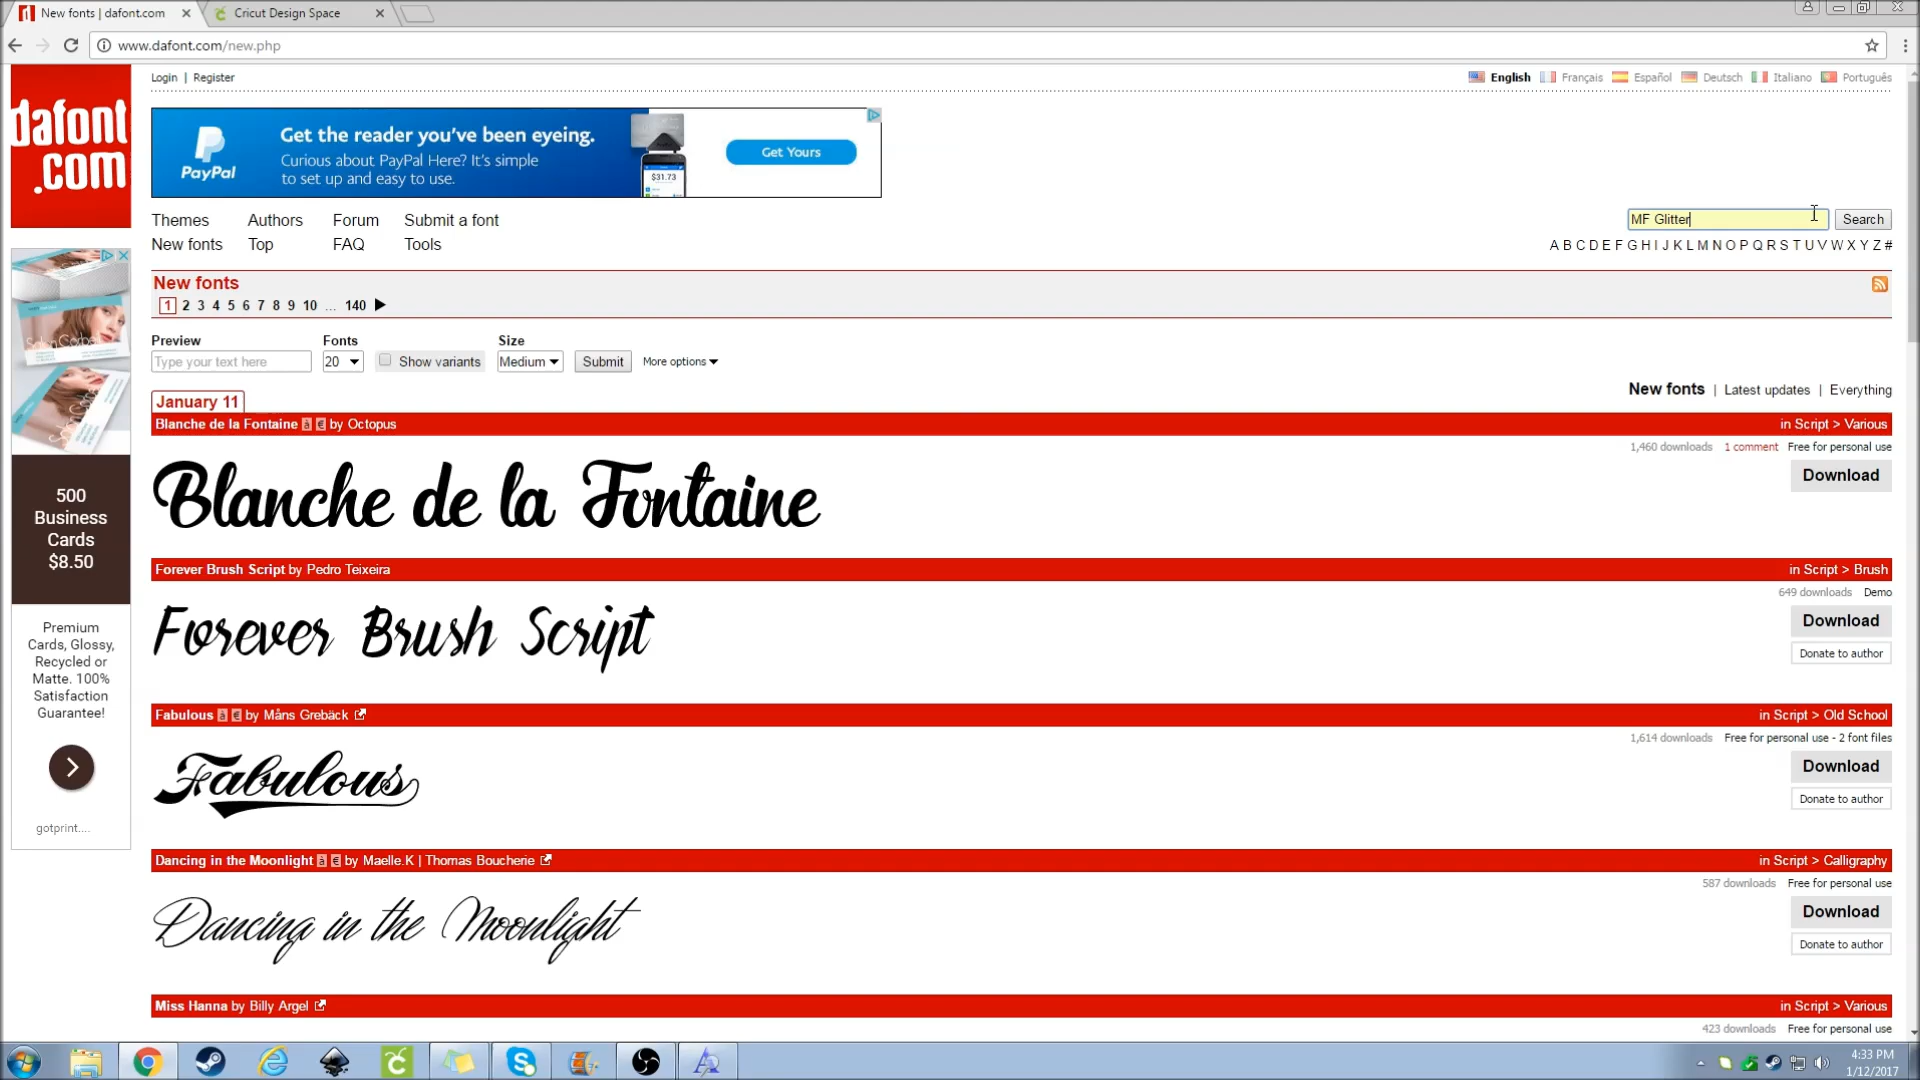 New fonts | dafont.com
Cricut Design Space
www.dafont.com/new.php
dafont
.com
Login | Register
English Français Español Deutsch Italiano Português
PayPal
Get the reader you've been eyeing.
Curious about PayPal Here? It's simple
to set up and easy to use.
$31.73
Get Yours
Themes Authors Forum Submit a font
New fonts Top FAQ Tools
MF Glitter
Search
A B C D E F G H I J K L M N O P Q R S T U V W X Y Z #
New fonts
1 2 3 4 5 6 7 8 9 10 ... 140
Preview Fonts Size
Type your text here 20 Show variants Medium Submit More options
New fonts | Latest updates | Everything
January 11
Blanche de la Fontaine à € by Octopus in Script > Various
1,460 downloads 1 comment Free for personal use
Blanche de la Fontaine
Download
Forever Brush Script by Pedro Teixeira in Script > Brush
649 downloads Demo
Forever Brush Script
Download
Donate to author
Fabulous à € by Måns Grebäck in Script > Old School
1,614 downloads Free for personal use - 2 font files
Fabulous
Download
Donate to author
Dancing in the Moonlight à € by Maelle.K | Thomas Boucherie in Script > Calligraphy
587 downloads Free for personal use
Dancing in the Moonlight
Download
Donate to author
Miss Hanna by Billy Argel in Script > Various
423 downloads Free for personal use
500
Business
Cards
$8.50
Premium
Cards, Glossy,
Recycled or
Matte. 100%
Satisfaction
Guarantee!
gotprint....
4:33 PM
1/12/2017